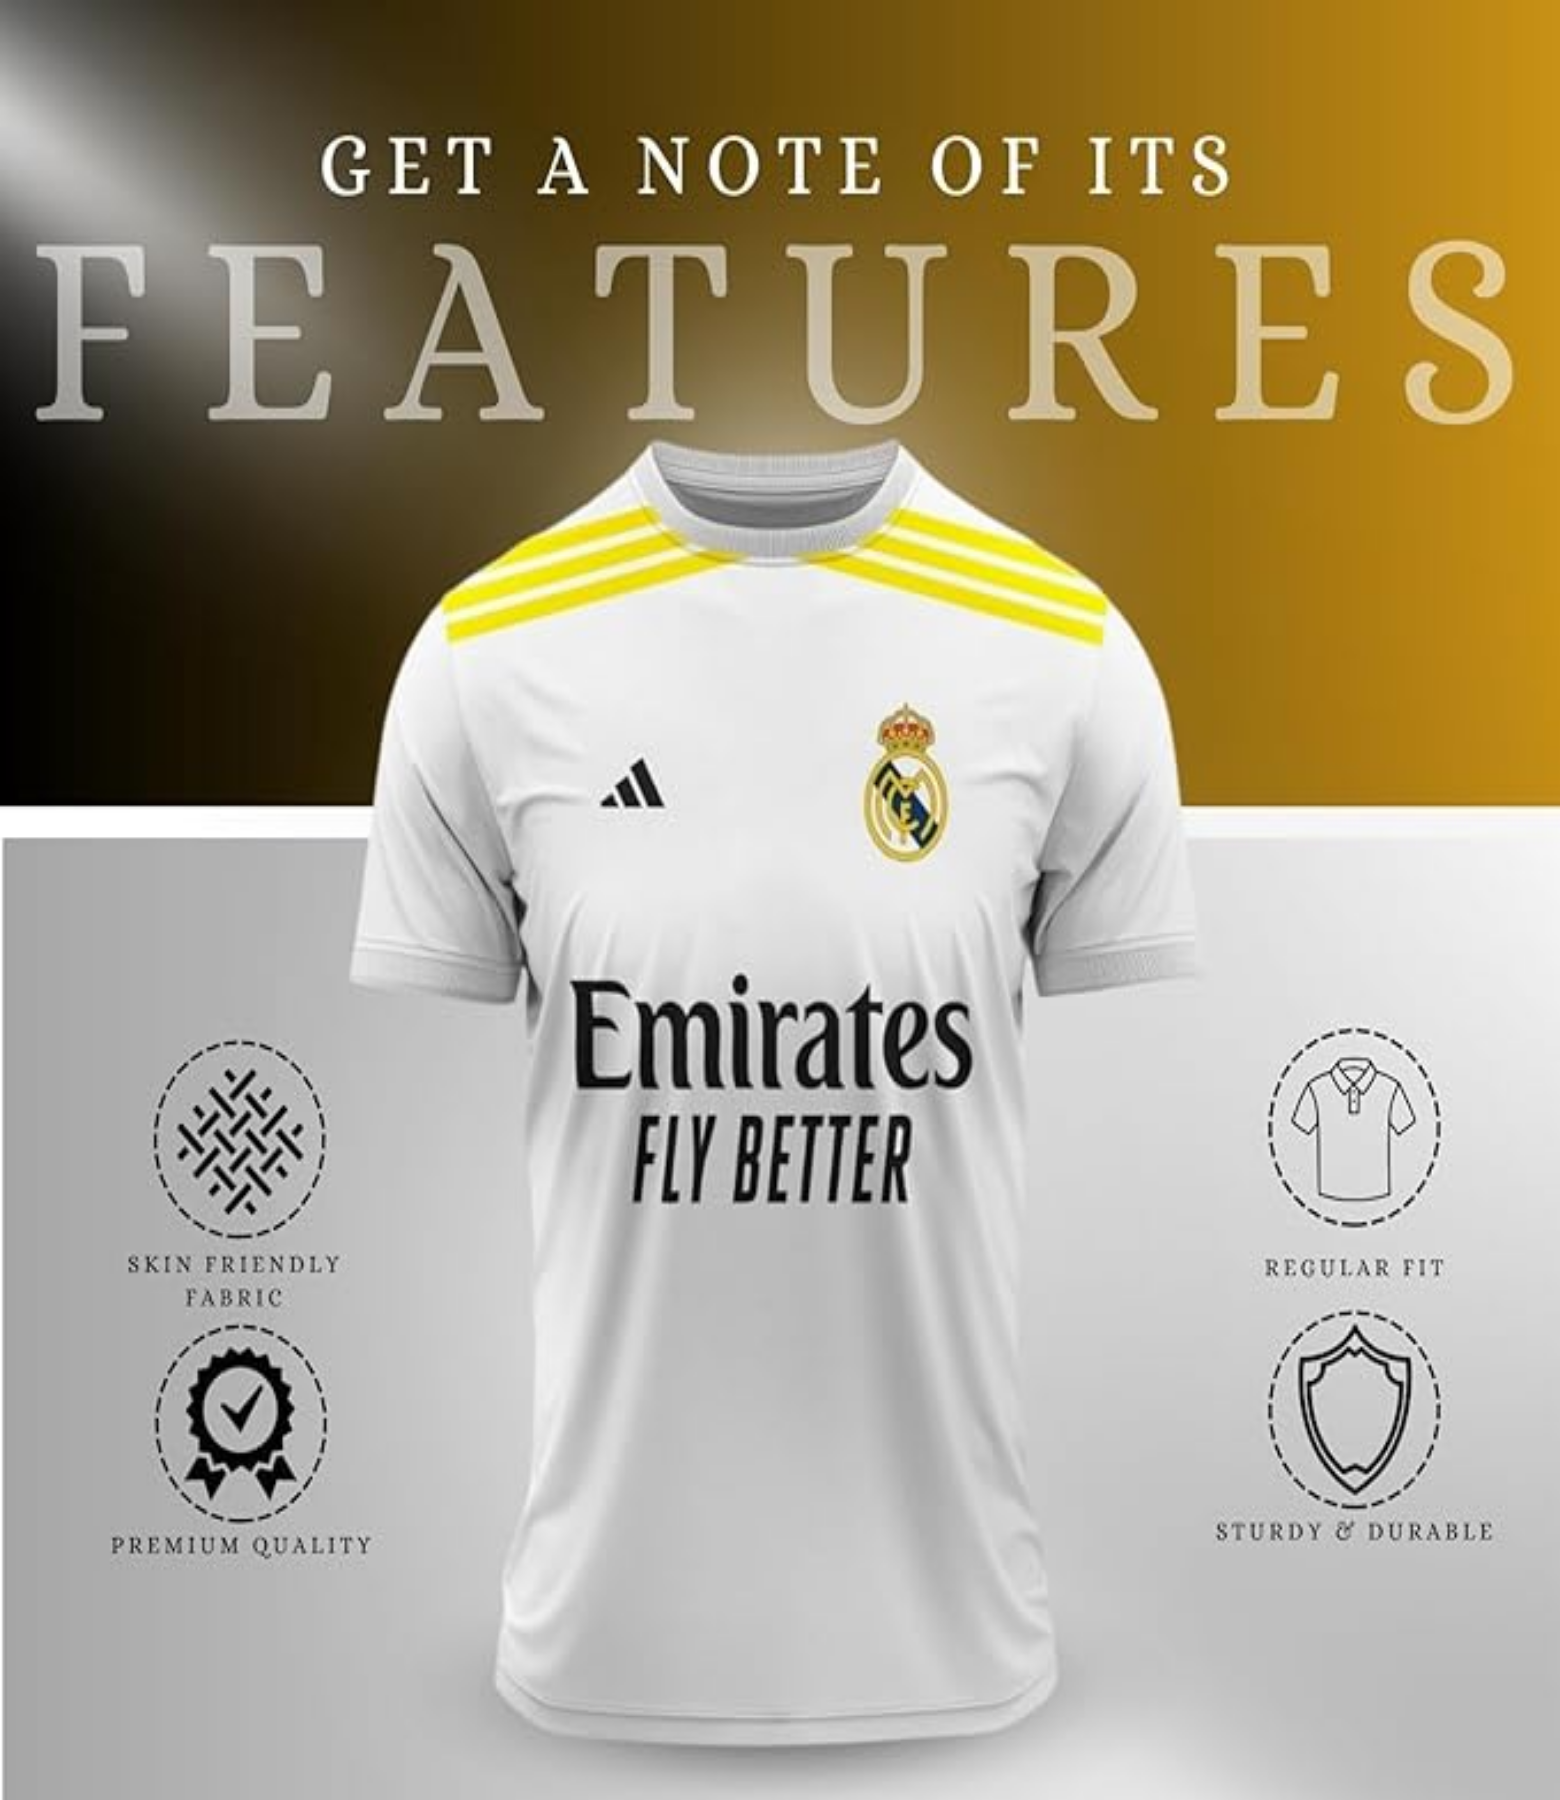 GET A NOTE OF ITS
FEATURES
Emirates
FLY BETTER
SKIN FRIENDLY
FABRIC
REGULAR FIT
PREMIUM QUALITY
STURDY & DURABLE